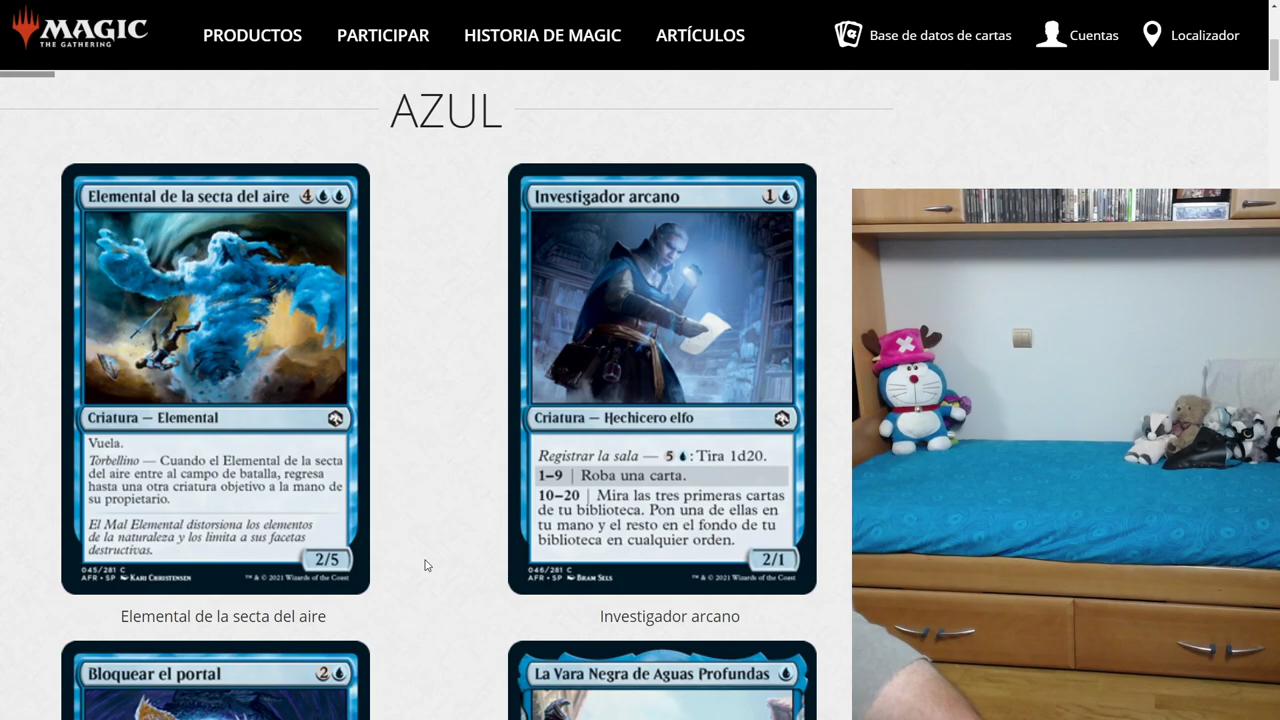 MAGIC
THE GATHERING
PRODUCTOS PARTICIPAR HISTORIA DE MAGIC ARTÍCULOS Base de datos de cartas Cuentas Localizador
AZUL
Elemental de la secta del aire 4
Criatura — Elemental
Vuela.
Torbellino — Cuando el Elemental de la secta
del aire entre al campo de batalla, regresa
hasta una otra criatura objetivo a la mano de
su propietario.
El Mal Elemental distorsiona los elementos
de la naturaleza y los limita a sus facetas
destructivas.
2/5
045/281 C
AFR • SP Kari Christensen ™ & © 2021 Wizards of the Coast
Elemental de la secta del aire
Investigador arcano 1
Criatura — Hechicero elfo
Registrar la sala — 5 : Tira 1d20.
1–9 | Roba una carta.
10–20 | Mira las tres primeras cartas
de tu biblioteca. Pon una de ellas en
tu mano y el resto en el fondo de tu
biblioteca en cualquier orden.
2/1
046/281 C
AFR • SP Bram Sels ™ & © 2021 Wizards of the Coast
Investigador arcano
Bloquear el portal 2
La Vara Negra de Aguas Profundas